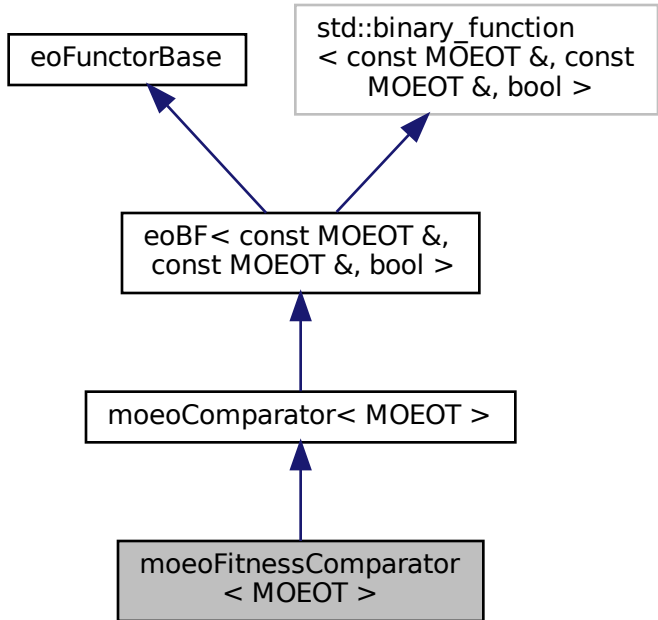 eoFunctorBase
std::binary_function
< const MOEOT &, const
MOEOT &, bool >
eoBF< const MOEOT &,
const MOEOT &, bool >
moeoComparator< MOEOT >
moeoFitnessComparator
< MOEOT >